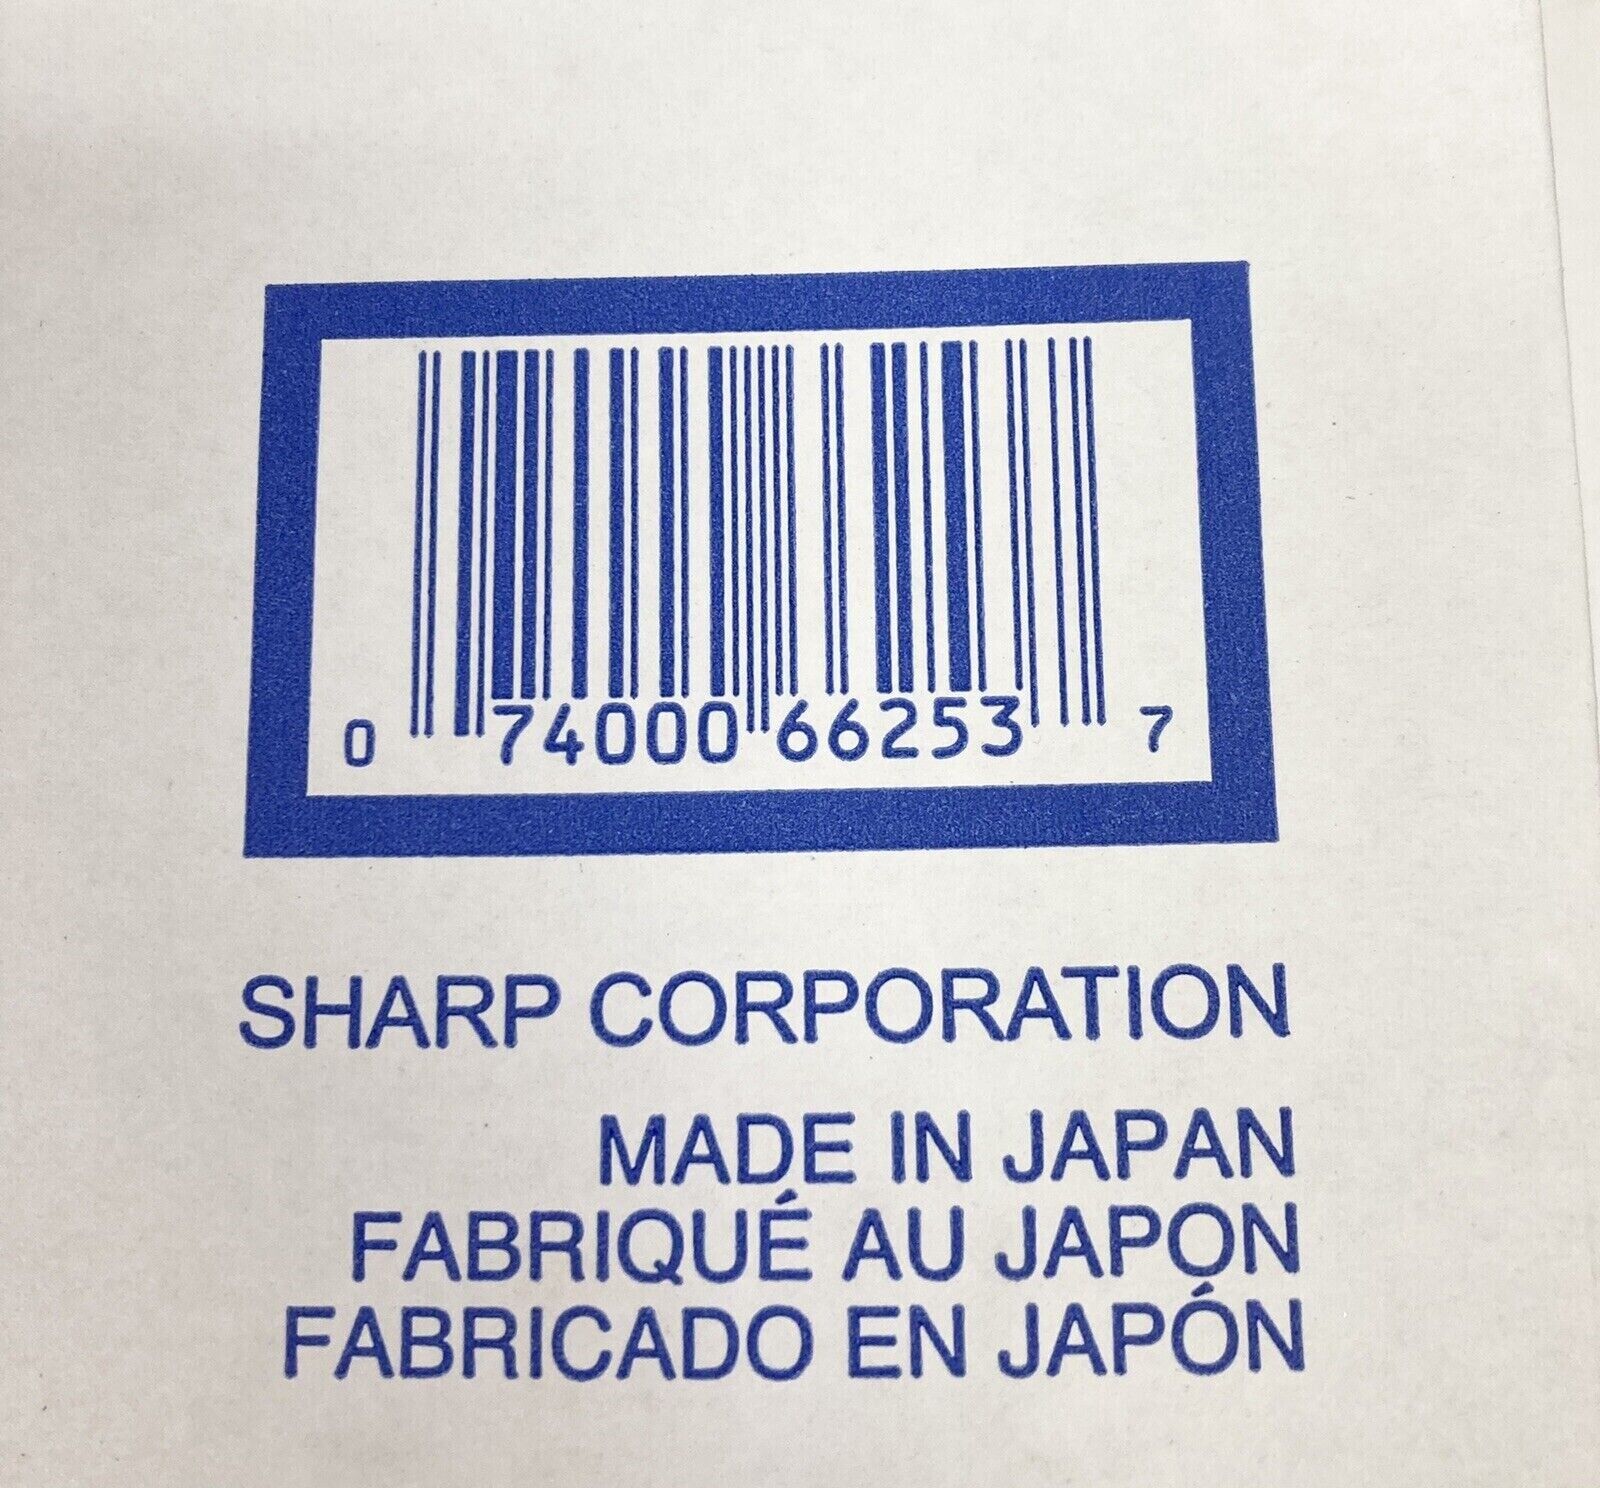 0 74000 66253 7
SHARP CORPORATION
MADE IN JAPAN
FABRIQUÉ AU JAPON
FABRICADO EN JAPÓN